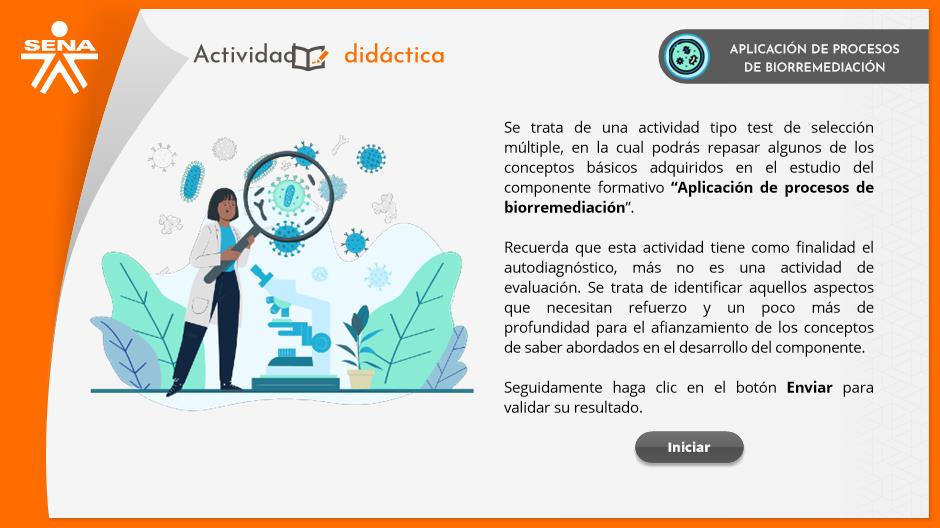 SENA
Actividad didáctica
APLICACIÓN DE PROCESOS
DE BIORREMEDIACIÓN
Se trata de una actividad tipo test de selección
múltiple, en la cual podrás repasar algunos de los
conceptos básicos adquiridos en el estudio del
componente formativo “Aplicación de procesos de
biorremediación”.
Recuerda que esta actividad tiene como finalidad el
autodiagnóstico, más no es una actividad de
evaluación. Se trata de identificar aquellos aspectos
que necesitan refuerzo y un poco más de
profundidad para el afianzamiento de los conceptos
de saber abordados en el desarrollo del componente.
Seguidamente haga clic en el botón Enviar para
validar su resultado.
Iniciar